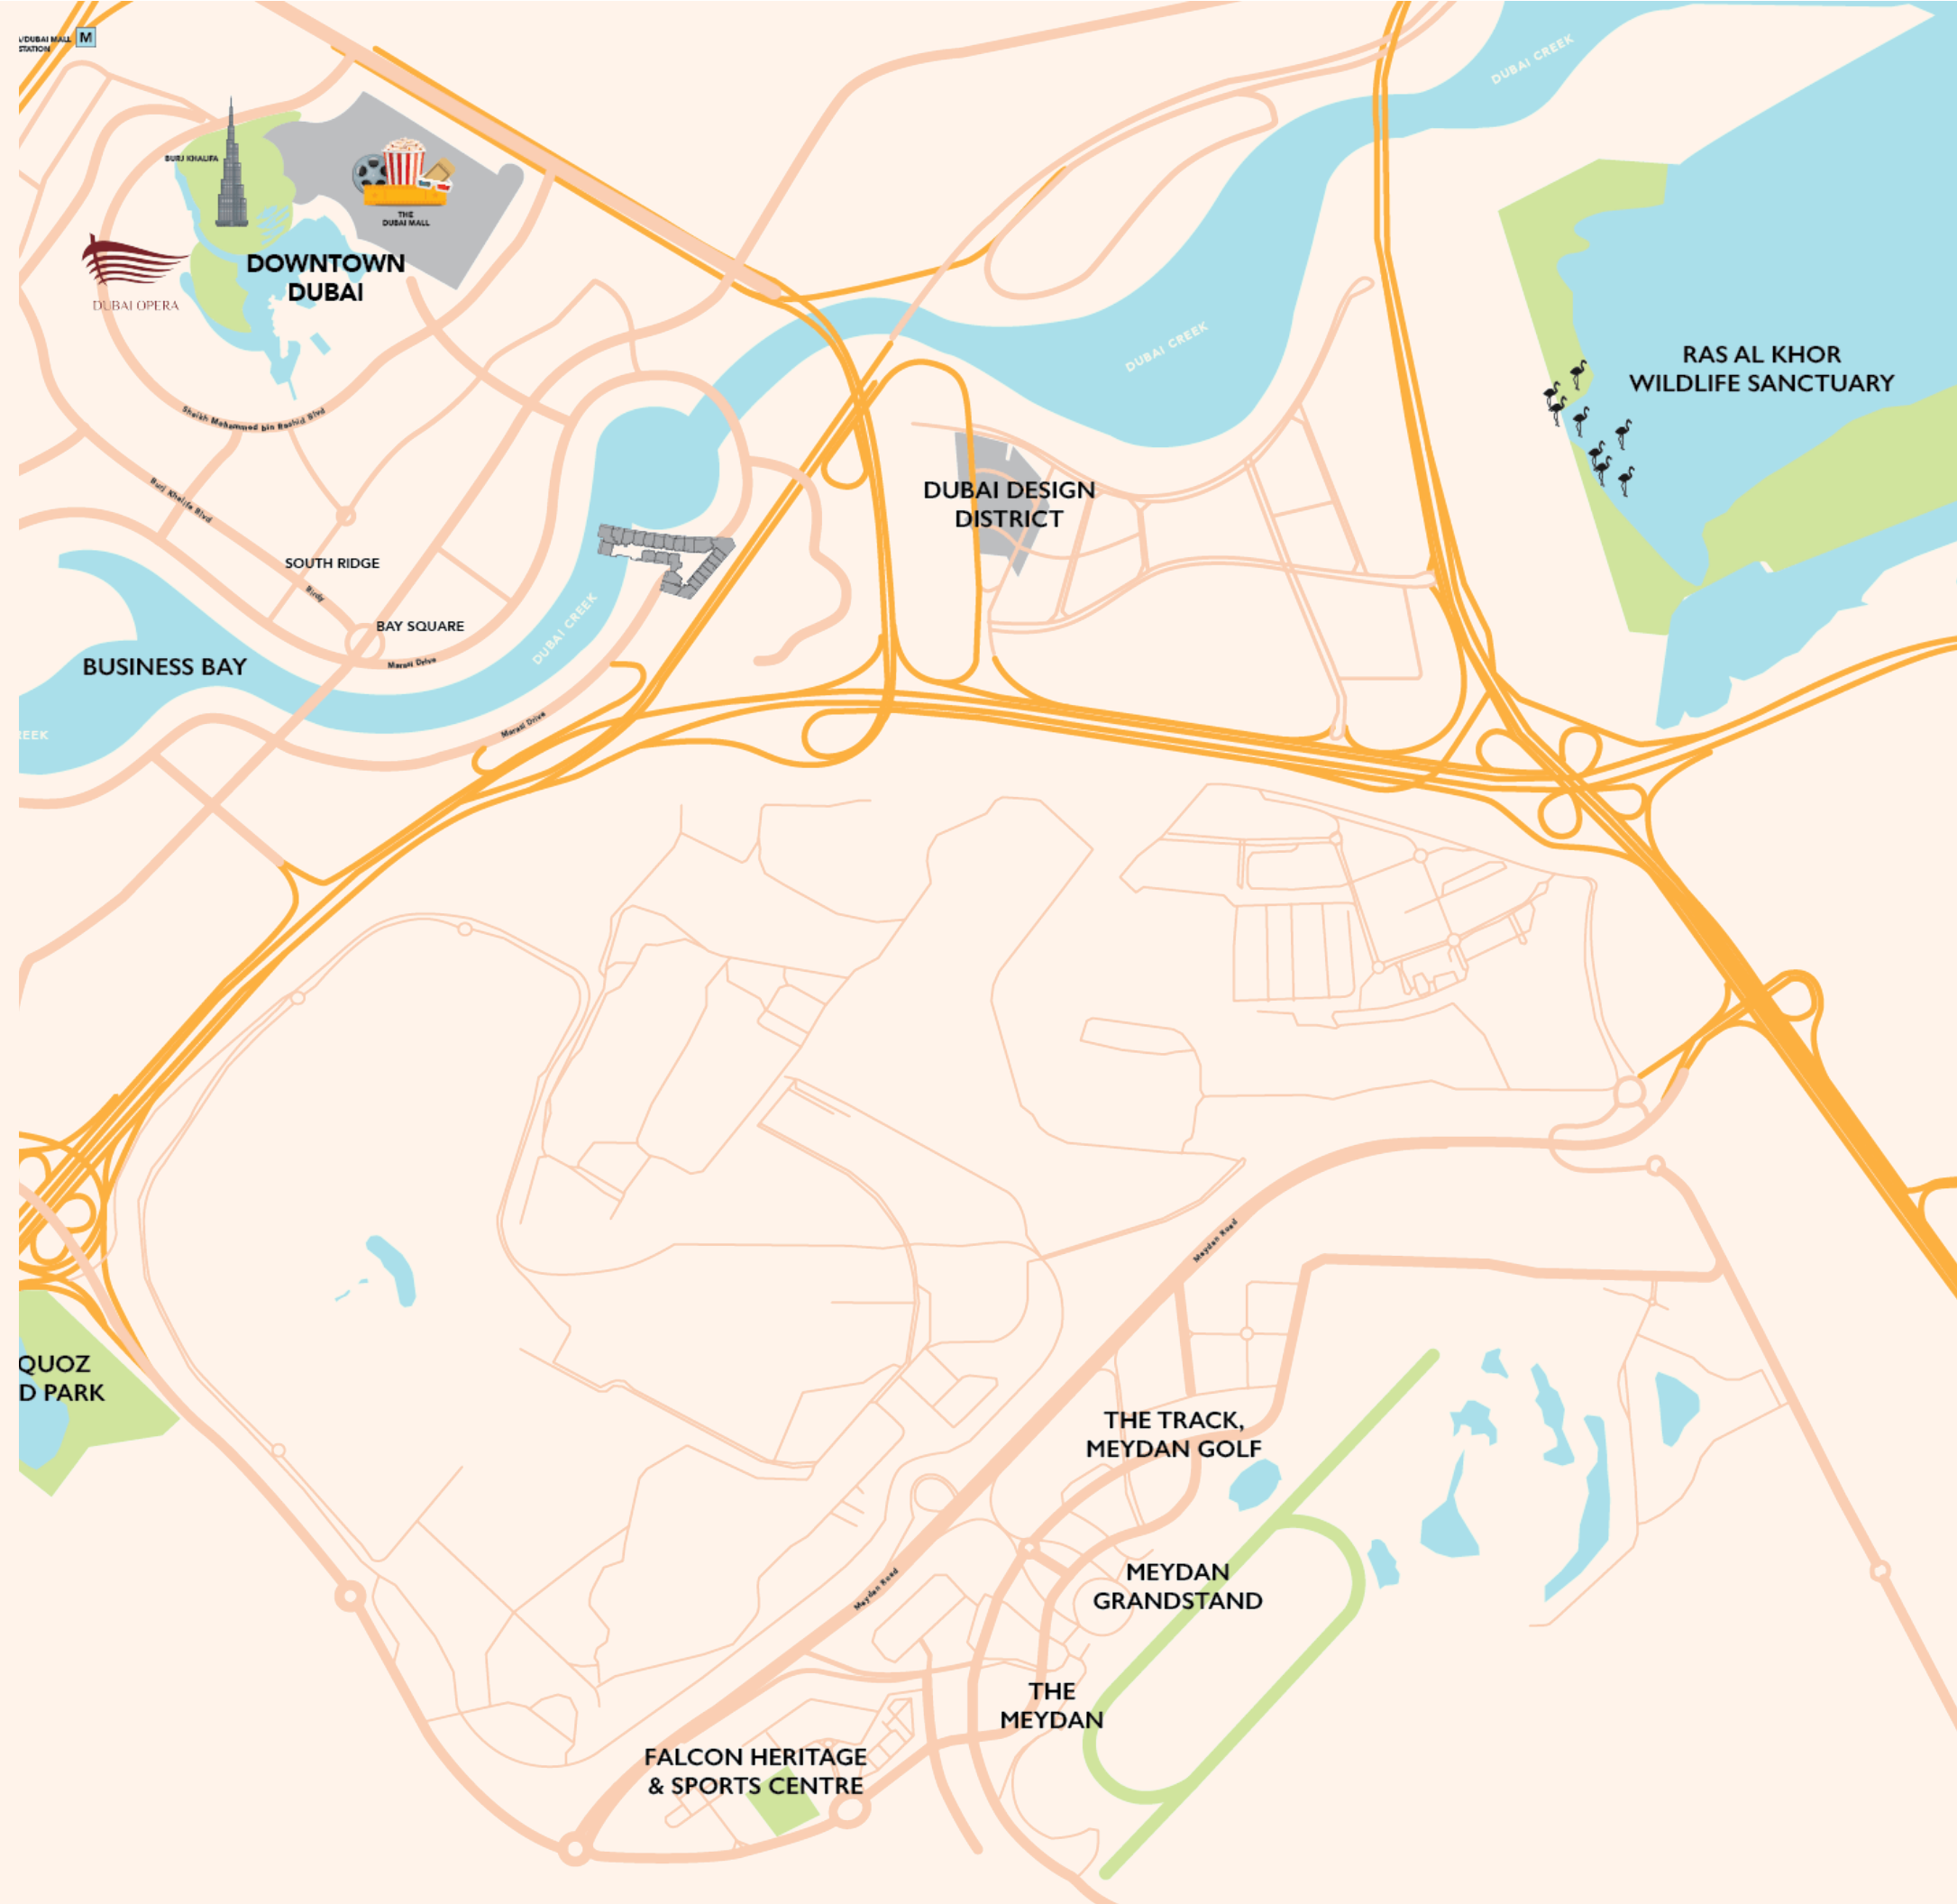 /DUBAI MALL
STATION
M
DUBAI CREEK
BURJ KHALIFA
THE
DUBAI MALL
DOWNTOWN
DUBAI
DUBAI OPERA
DUBAI CREEK
RAS AL KHOR
WILDLIFE SANCTUARY
Sheikh Mohammed bin Rashid Blvd
Burj Khalifa Blvd
DUBAI DESIGN
DISTRICT
SOUTH RIDGE
BAY SQUARE
DUBAI CREEK
BUSINESS BAY
Marasi Drive
Marasi Drive
REEK
Meydan Road
QUOZ
D PARK
THE TRACK,
MEYDAN GOLF
Meydan Road
MEYDAN
GRANDSTAND
THE
MEYDAN
FALCON HERITAGE
& SPORTS CENTRE